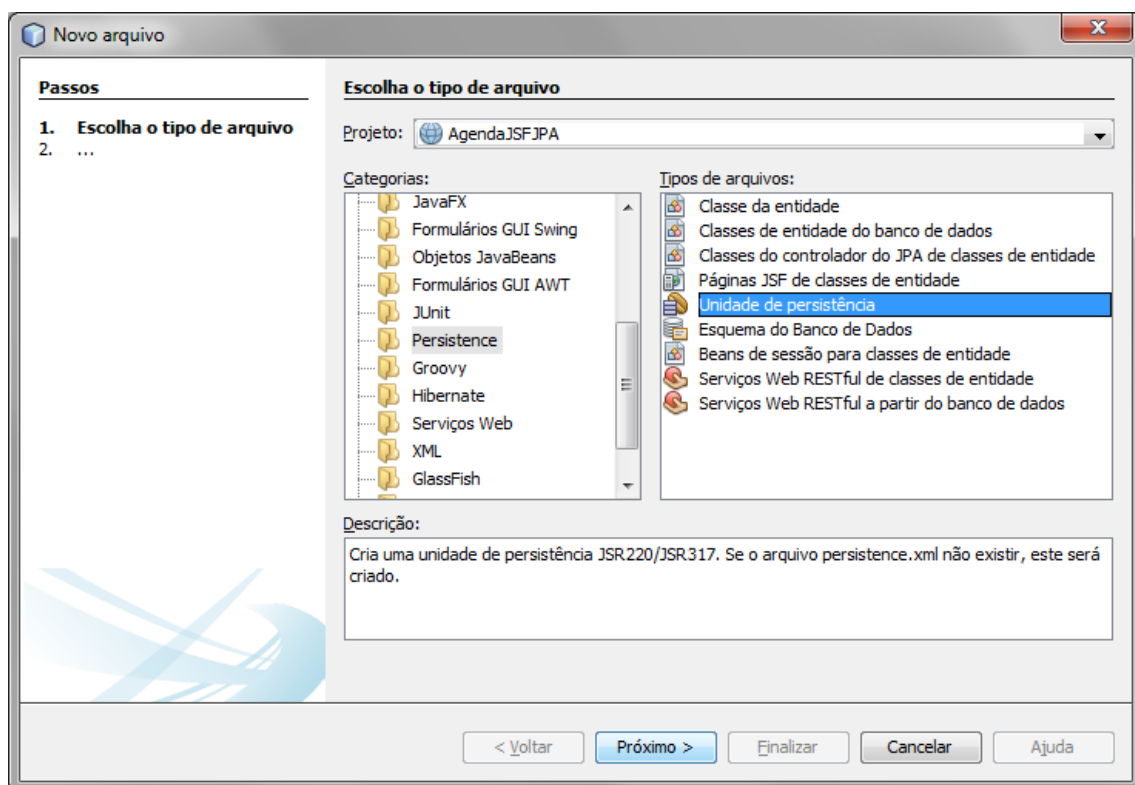 Novo arquivo
Passos
1. Escolha o tipo de arquivo
2. ...
Escolha o tipo de arquivo
Projeto: AgendaJSFJPA
Categorias:
JavaFX
Formulários GUI Swing
Objetos JavaBeans
Formulários GUI AWT
JUnit
Persistence
Groovy
Hibernate
Serviços Web
XML
GlassFish
Tipos de arquivos:
Classe da entidade
Classes de entidade do banco de dados
Classes do controlador do JPA de classes de entidade
Páginas JSF de classes de entidade
Unidade de persistência
Esquema do Banco de Dados
Beans de sessão para classes de entidade
Serviços Web RESTful de classes de entidade
Serviços Web RESTful a partir do banco de dados
Descrição:
Cria uma unidade de persistência JSR220/JSR317. Se o arquivo persistence.xml não existir, este será
criado.
< Voltar Próximo > Finalizar Cancelar Ajuda